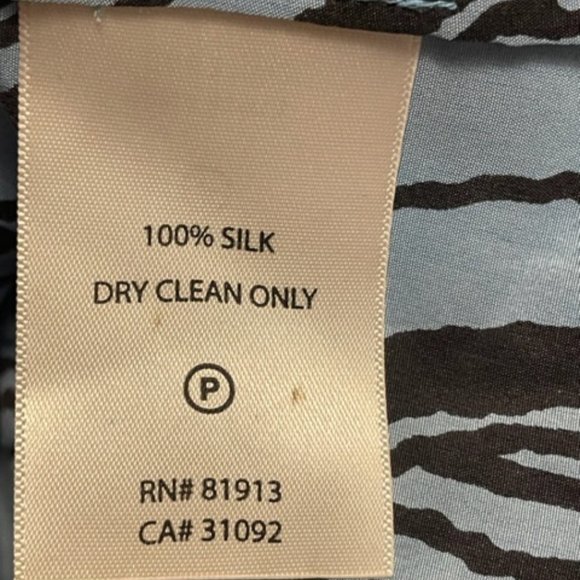 100% SILK
DRY CLEAN ONLY
P
RN# 81913
CA# 31092